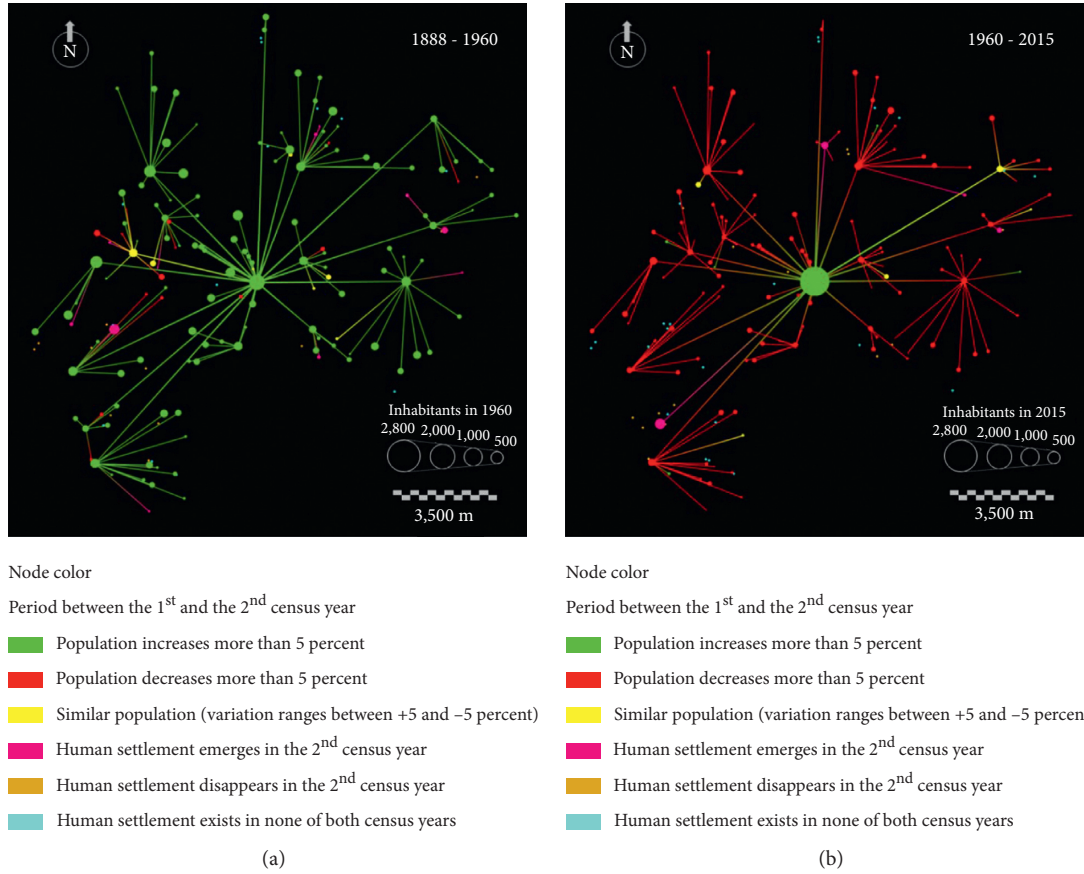 N
1888 - 1960
Inhabitants in 1960
2,800
2,000
1,000
500
3,500 m
Node color
Period between the 1st and the 2nd census year
Population increases more than 5 percent
Population decreases more than 5 percent
Similar population (variation ranges between +5 and –5 percent)
Human settlement emerges in the 2nd census year
Human settlement disappears in the 2nd census year
Human settlement exists in none of both census years
(a)
N
1960 - 2015
Inhabitants in 2015
2,800
2,000
1,000
500
3,500 m
Node color
Period between the 1st and the 2nd census year
Population increases more than 5 percent
Population decreases more than 5 percent
Similar population (variation ranges between +5 and –5 percen
Human settlement emerges in the 2nd census year
Human settlement disappears in the 2nd census year
Human settlement exists in none of both census years
(b)